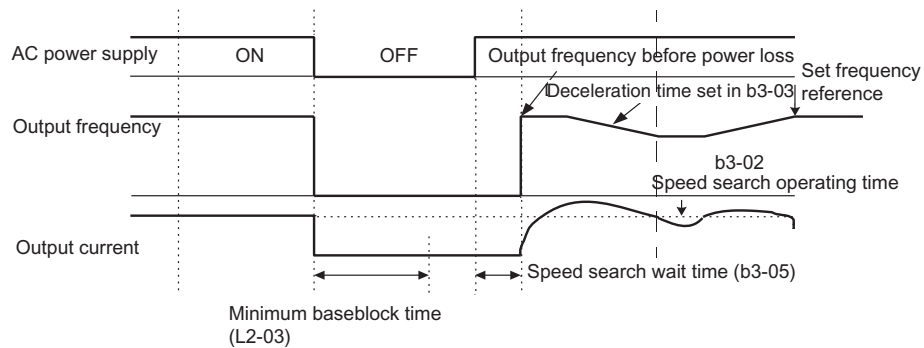 AC power supply
ON
OFF
Output frequency before power loss
Set frequency
reference
Deceleration time set in b3-03
Output frequency
b3-02
Speed search operating time
Output current
Speed search wait time (b3-05)
Minimum baseblock time
(L2-03)